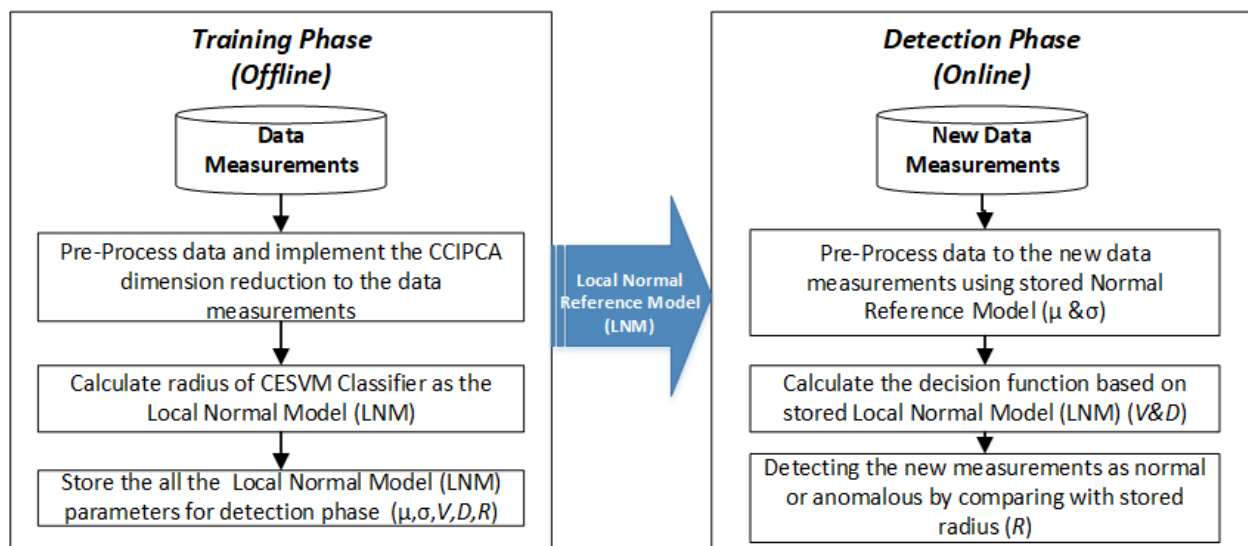 Training Phase
(Offline)
Data
Measurements
Pre-Process data and implement the CCIPCA
dimension reduction to the data
measurements
Calculate radius of CESVM Classifier as the
Local Normal Model (LNM)
Store the all the Local Normal Model (LNM)
parameters for detection phase (μ,σ,V,D,R)
Local Normal
Reference Model
(LNM)
Detection Phase
(Online)
New Data
Measurements
Pre-Process data to the new data
measurements using stored Normal
Reference Model (μ &σ)
Calculate the decision function based on
stored Local Normal Model (LNM) (V&D)
Detecting the new measurements as normal
or anomalous by comparing with stored
radius (R)